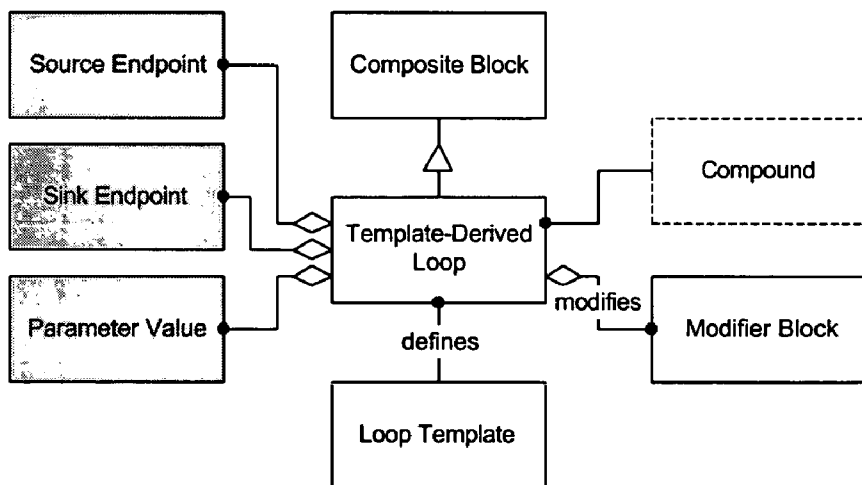 Source Endpoint
Composite Block
Compound
Sink Endpoint
Template-Derived
Loop
Parameter Value
modifies
Modifier Block
defines
Loop Template